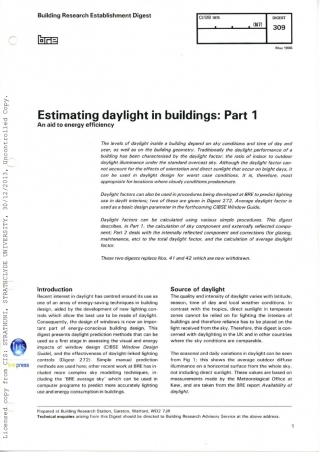 Building Research Establishment Digest
CI/SfB 1976
(N7)
DIGEST
309
bre
May 1986
Estimating daylight in buildings: Part 1
An aid to energy efficiency
The levels of daylight inside a building depend on sky conditions and time of day and
year, as well as on the building geometry. Traditionally the daylight performance of a
building has been characterised by the daylight factor, the ratio of indoor to outdoor
daylight illuminance under the standard overcast sky. Although the daylight factor can-
not account for the effects of orientation and direct sunlight that occur on bright days, it
can be used in daylight design for worst case conditions. It is, therefore, most
appropriate for locations where cloudy conditions predominate.
Daylight factors can also be used in procedures being developed at BRE to predict lighting
use in daylit interiors; two of these are given in Digest 272. Average daylight factor is
used as a basic design parameter in the forthcoming CIBSE Window Guide.
Daylight factors can be calculated using various simple procedures. This digest
describes, in Part 1, the calculation of sky component and externally reflected compo-
nent. Part 2 deals with the internally reflected component and corrections (for glazing,
maintenance, etc) to the total daylight factor, and the calculation of average daylight
factor.
These two digests replace Nos. 41 and 42 which are now withdrawn.
Introduction
Recent interest in daylight has centred around its use as
one of an array of energy saving techniques in building
design, aided by the development of new lighting con-
trols which allow the best use to be made of daylight.
Consequently, the design of windows is now an impor-
tant part of energy-conscious building design. This
digest presents daylight prediction methods that can be
used as a first stage in assessing the visual and energy
impacts of window design (CIBSE Window Design
Guide), and the effectiveness of daylight-linked lighting
controls (Digest 272). Simple manual prediction
methods are used here; other recent work at BRE has in-
cluded more complex sky modelling techniques, in-
cluding the 'BRE average sky' which can be used in
computer programs to predict more accurately lighting
use and energy consumption in buildings.
Source of daylight
The quality and intensity of daylight varies with latitude,
season, time of day and local weather conditions. In
contrast with the tropics, direct sunlight in temperate
zones cannot be relied on for lighting the interiors of
buildings and therefore reliance has to be placed on the
light received from the sky. Therefore, this digest is con-
cerned with daylighting in the UK and in other countries
where the sky conditions are comparable.
The seasonal and daily variations in daylight can be seen
from Fig 1; this shows the average outdoor diffuse
illuminance on a horizontal surface from the whole sky,
not including direct sunlight. These values are based on
measurements made by the Meteorological Office at
Kew, and are taken from the BRE report Availability of
daylight.
Prepared at Building Research Station, Garston, Watford, WD2 7JR
Technical enquiries arising from this Digest should be directed to Building Research Advisory Service at the above address.
1
Licensed copy from CIS: STRATHUNI, STRATHCLYDE UNIVERSITY, 30/12/2013, Uncontrolled Copy.
ihs
bre press